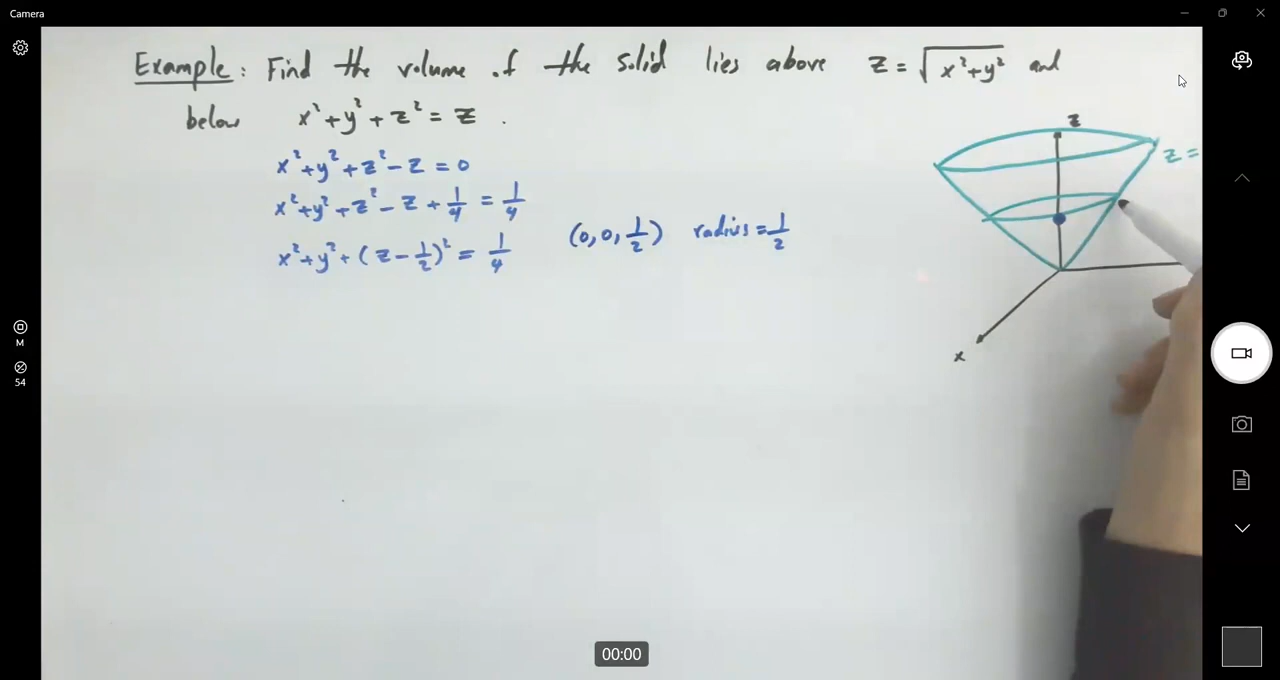 Camera
Example: Find the volume of the solid lies above z = √(x²+y²) and
below x²+y²+z² = z .
x²+y²+z²-z = 0
x²+y²+z²-z+1/4 = 1/4
x²+y²+(z-1/2)² = 1/4 (0,0,1/2) radius = 1/2
z
z =
x
M
54
00:00